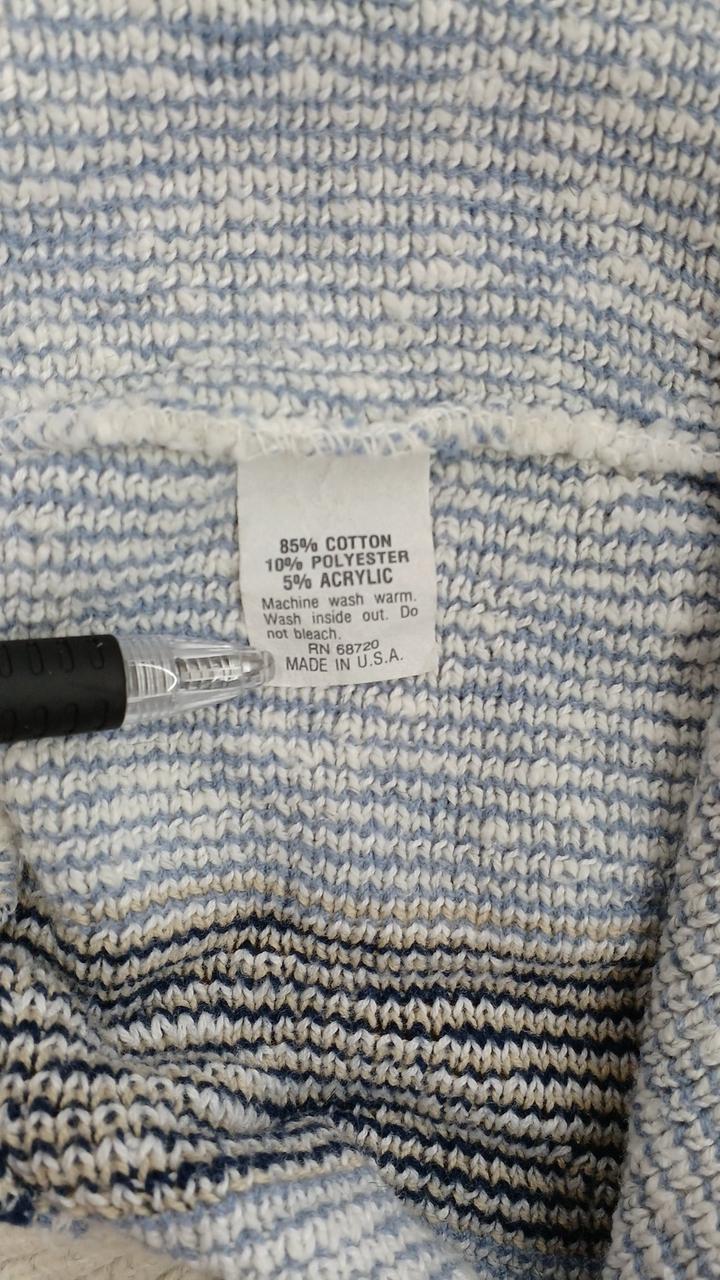 85% COTTON
10% POLYESTER
5% ACRYLIC
Machine wash warm.
Wash inside out. Do
not bleach.
RN 68720
MADE IN U.S.A.